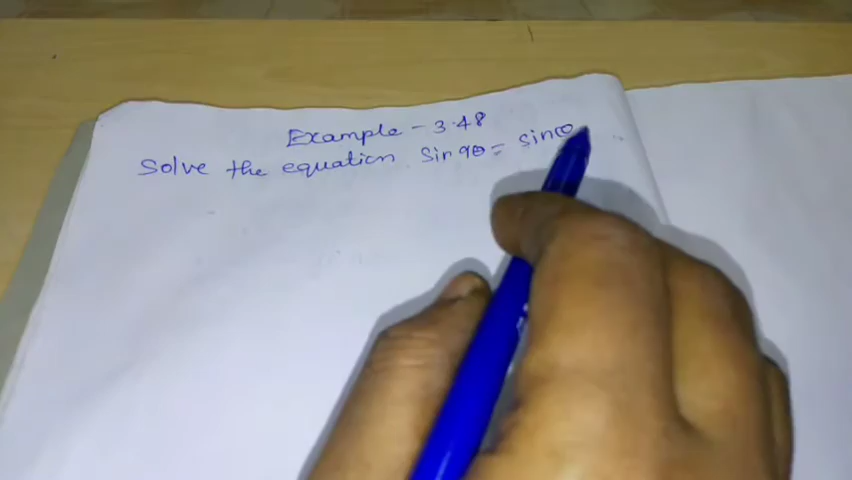 Example - 3.48
Solve the equation sin 9θ = sin θ